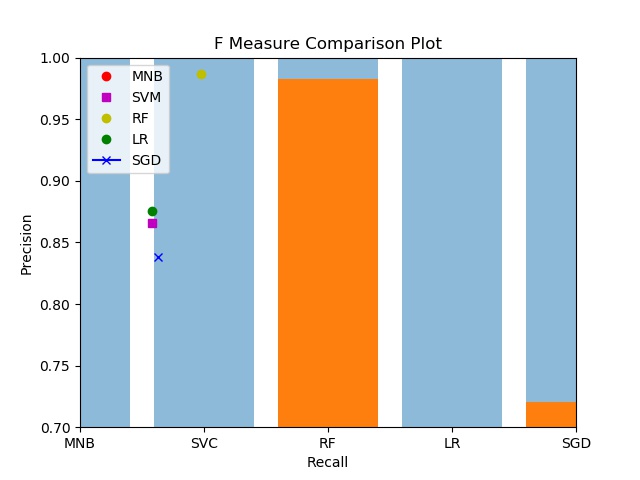 F Measure Comparison Plot
1.00
0.95
0.90
0.85
0.80
0.75
0.70
Precision
MNB
SVM
RF
LR
SGD
MNB SVC RF LR SGD
Recall